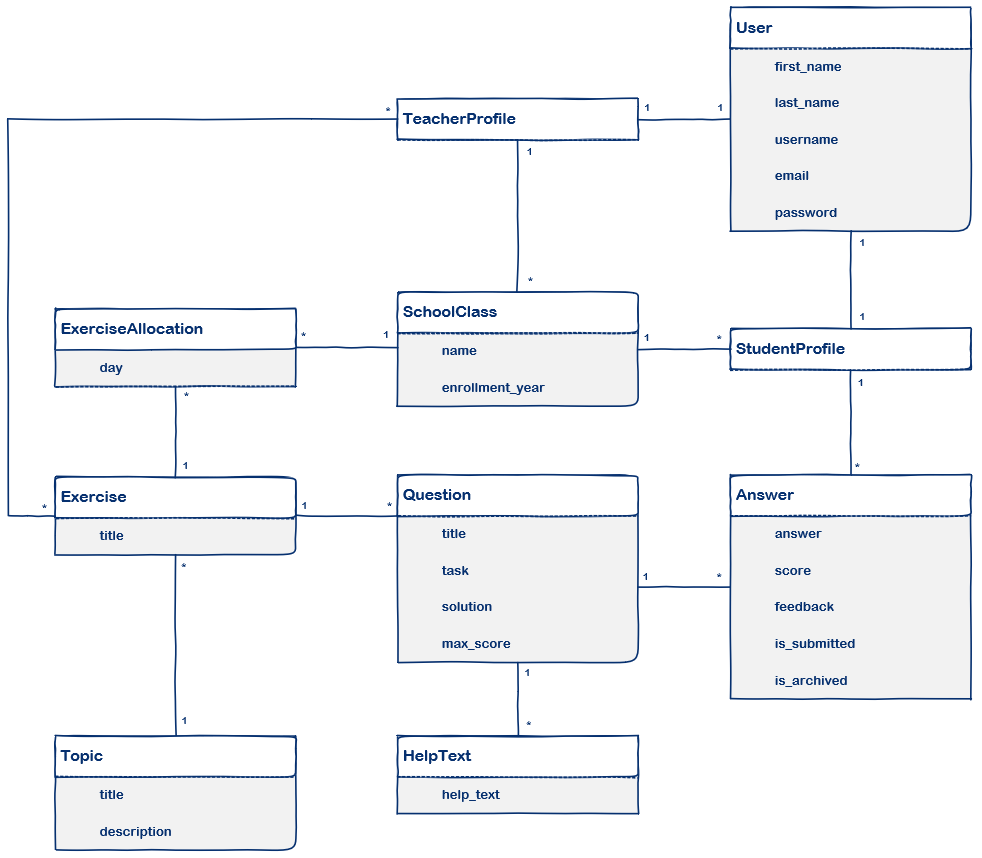 User
first_name
last_name
username
email
password
* TeacherProfile 1 1
1
1
*
1
SchoolClass
name
enrollment_year
ExerciseAllocation
day
* 1
1 *
StudentProfile
1
*
*
1
Exercise
title
*
1 *
Question
title
task
solution
max_score
1 *
Answer
answer
score
feedback
is_submitted
is_archived
*
1
1
*
Topic
title
description
HelpText
help_text